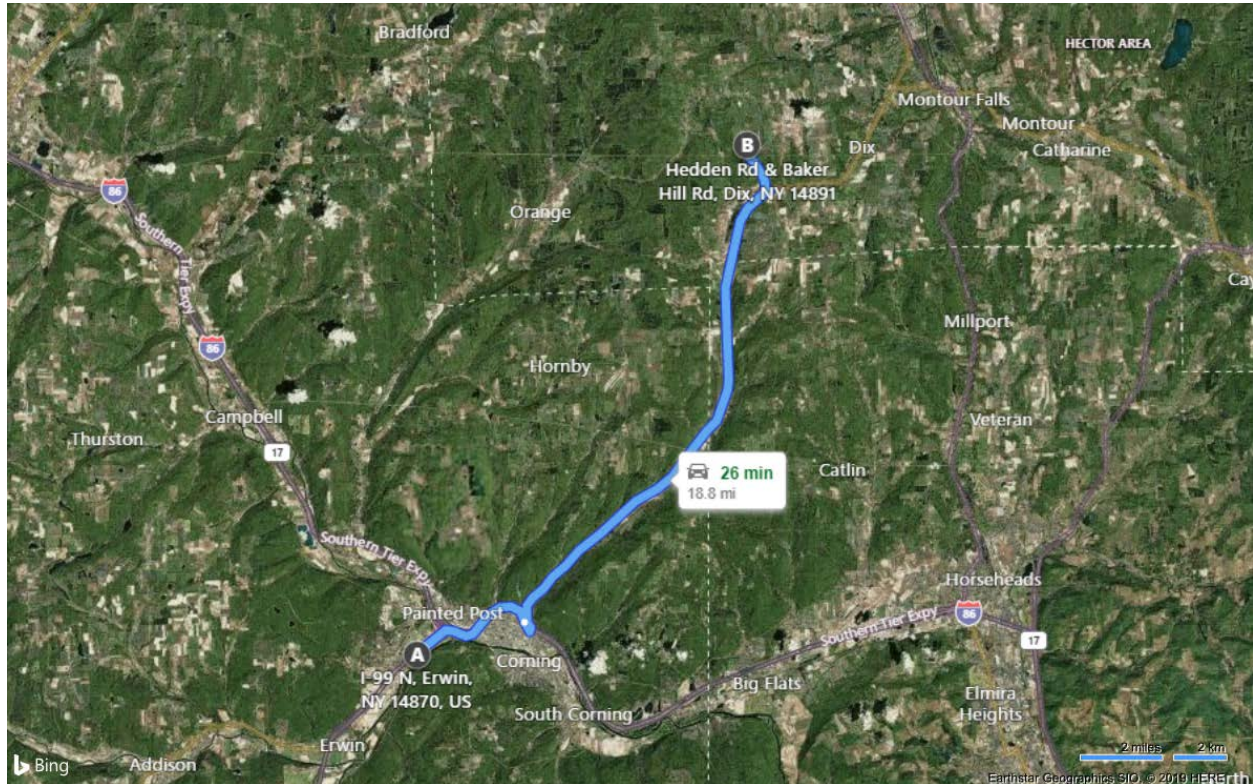 Bradford
HECTOR AREA
Montour Falls
Montour
Catharine
Dix
B
Hedden Rd & Baker
Hill Rd, Dix, NY 14891
86
Southern Tier Expy
Orange
86
Millport
Hornby
Campbell
Thurston
17
Veteran
Catlin
26 min
18.8 mi
Southern Tier Expy
Painted Post
Horseheads
86
Southern Tier Expy
17
A
I-99 N, Erwin,
NY 14870, US
Corning
Big Flats
South Corning
Elmira
Heights
Erwin
Addison
Bing
2 miles
2 km
Earthstar Geographics SIO, © 2019 HERE